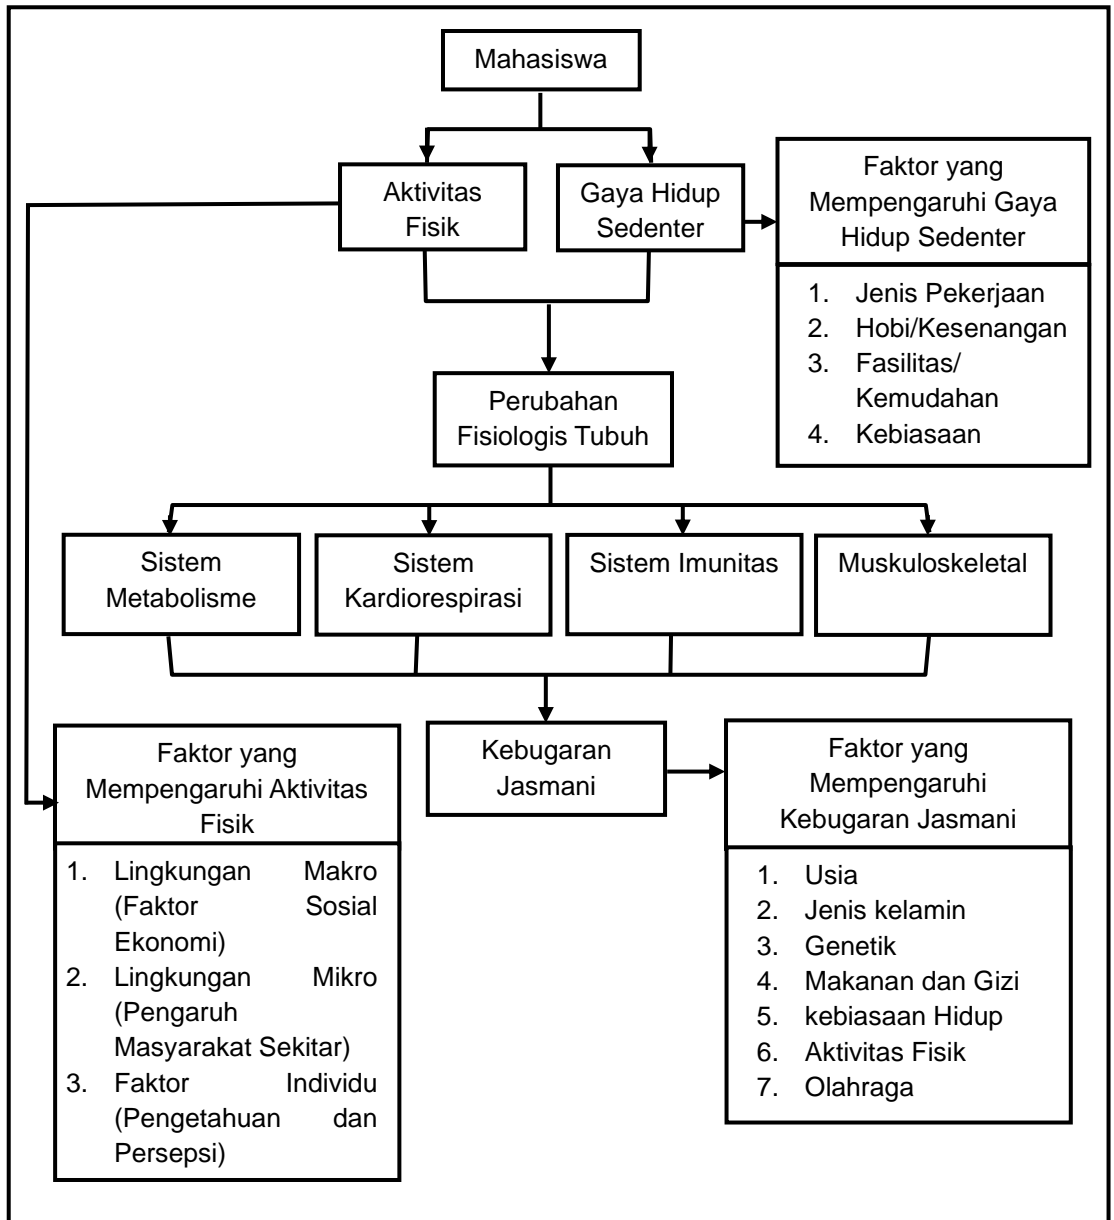 Mahasiswa
Aktivitas
Fisik
Gaya Hidup
Sedenter
Faktor yang
Mempengaruhi Gaya
Hidup Sedenter
1. Jenis Pekerjaan
2. Hobi/Kesenangan
3. Fasilitas/
Kemudahan
4. Kebiasaan
Perubahan
Fisiologis Tubuh
Sistem
Metabolisme
Sistem
Kardiorespirasi
Sistem Imunitas
Muskuloskeletal
Faktor yang
Mempengaruhi Aktivitas
Fisik
1. Lingkungan Makro
(Faktor Sosial
Ekonomi)
2. Lingkungan Mikro
(Pengaruh
Masyarakat Sekitar)
3. Faktor Individu
(Pengetahuan dan
Persepsi)
Kebugaran
Jasmani
Faktor yang
Mempengaruhi
Kebugaran Jasmani
1. Usia
2. Jenis kelamin
3. Genetik
4. Makanan dan Gizi
5. kebiasaan Hidup
6. Aktivitas Fisik
7. Olahraga